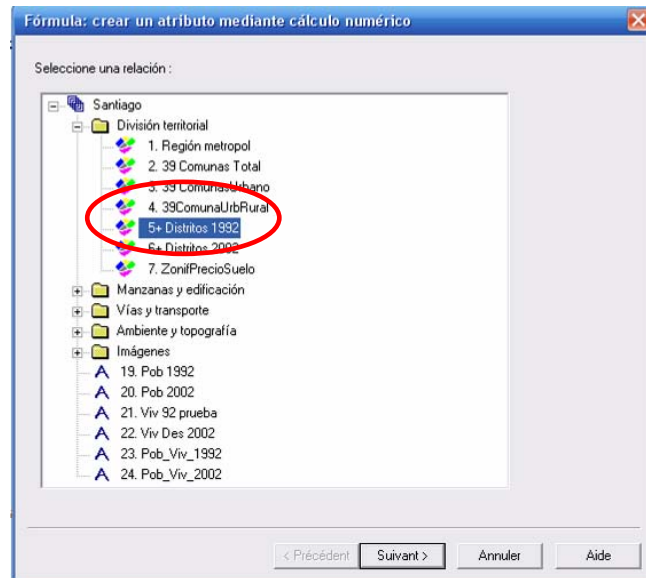 Fórmula: crear un atributo mediante cálculo numérico
Seleccione una relación :
Santiago
División territorial
1. Región metropol
2. 39 Comunas Total
3. 39 ComunasUrbano
4. 39ComunaUrbRural
5+ Distritos 1992
6+ Distritos 2002
7. ZonifPrecioSuelo
Manzanas y edificación
Vías y transporte
Ambiente y topografía
Imágenes
19. Pob 1992
20. Pob 2002
21. Viv 92 prueba
22. Viv Des 2002
23. Pob_Viv_1992
24. Pob_Viv_2002
< Précédent Suivant > Annuler Aide